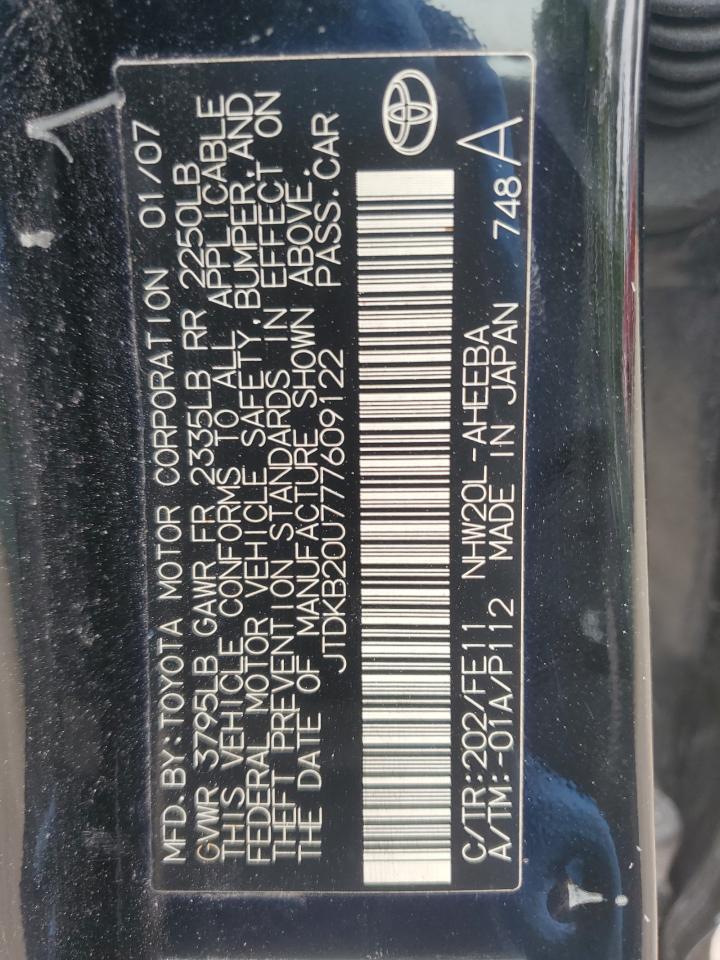 MFD. BY: TOYOTA MOTOR CORPORATION 01/07
GVWR 3795LB GAWR FR 2335LB RR 2250LB
THIS VEHICLE CONFORMS TO ALL APPLICABLE
FEDERAL MOTOR VEHICLE SAFETY, BUMPER, AND
THEFT PREVENTION STANDARDS IN EFFECT ON
THE DATE OF MANUFACTURE SHOWN ABOVE.
JTDKB20U777609122 PASS. CAR
C/TR:202/FE11 NHW20L-AHEEBA 748A
A/TM:-01A/P112 MADE IN JAPAN